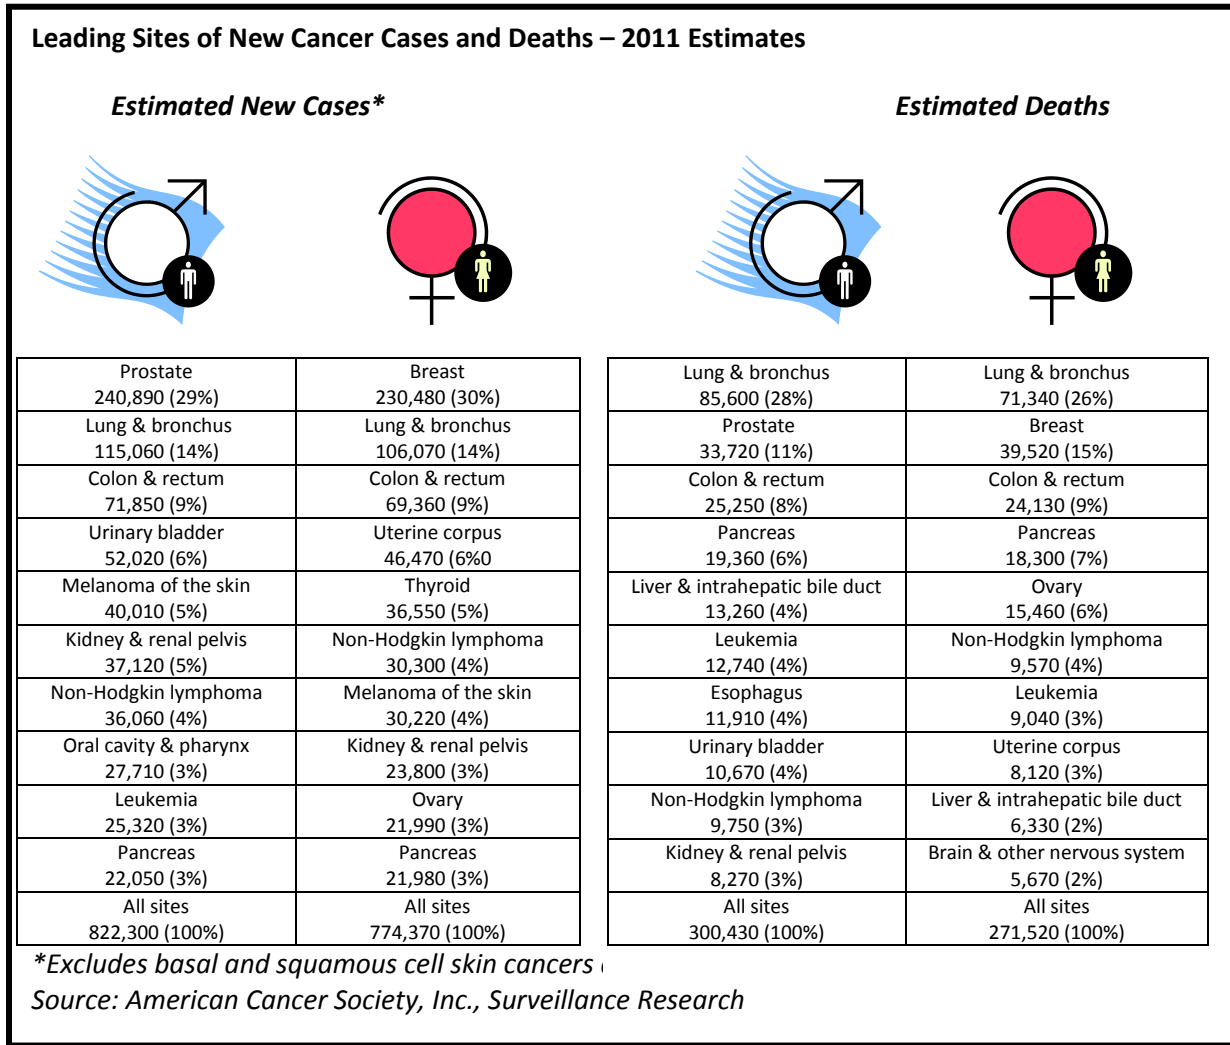 Leading Sites of New Cancer Cases and Deaths – 2011 Estimates
Estimated New Cases*
Estimated Deaths
Prostate
240,890 (29%)
Breast
230,480 (30%)
Lung & bronchus
115,060 (14%)
Lung & bronchus
106,070 (14%)
Colon & rectum
71,850 (9%)
Colon & rectum
69,360 (9%)
Urinary bladder
52,020 (6%)
Uterine corpus
46,470 (6%0
Melanoma of the skin
40,010 (5%)
Thyroid
36,550 (5%)
Kidney & renal pelvis
37,120 (5%)
Non-Hodgkin lymphoma
30,300 (4%)
Non-Hodgkin lymphoma
36,060 (4%)
Melanoma of the skin
30,220 (4%)
Oral cavity & pharynx
27,710 (3%)
Kidney & renal pelvis
23,800 (3%)
Leukemia
25,320 (3%)
Ovary
21,990 (3%)
Pancreas
22,050 (3%)
Pancreas
21,980 (3%)
All sites
822,300 (100%)
All sites
774,370 (100%)
Lung & bronchus
85,600 (28%)
Lung & bronchus
71,340 (26%)
Prostate
33,720 (11%)
Breast
39,520 (15%)
Colon & rectum
25,250 (8%)
Colon & rectum
24,130 (9%)
Pancreas
19,360 (6%)
Pancreas
18,300 (7%)
Liver & intrahepatic bile duct
13,260 (4%)
Ovary
15,460 (6%)
Leukemia
12,740 (4%)
Non-Hodgkin lymphoma
9,570 (4%)
Esophagus
11,910 (4%)
Leukemia
9,040 (3%)
Urinary bladder
10,670 (4%)
Uterine corpus
8,120 (3%)
Non-Hodgkin lymphoma
9,750 (3%)
Liver & intrahepatic bile duct
6,330 (2%)
Kidney & renal pelvis
8,270 (3%)
Brain & other nervous system
5,670 (2%)
All sites
300,430 (100%)
All sites
271,520 (100%)
*Excludes basal and squamous cell skin cancers
Source: American Cancer Society, Inc., Surveillance Research